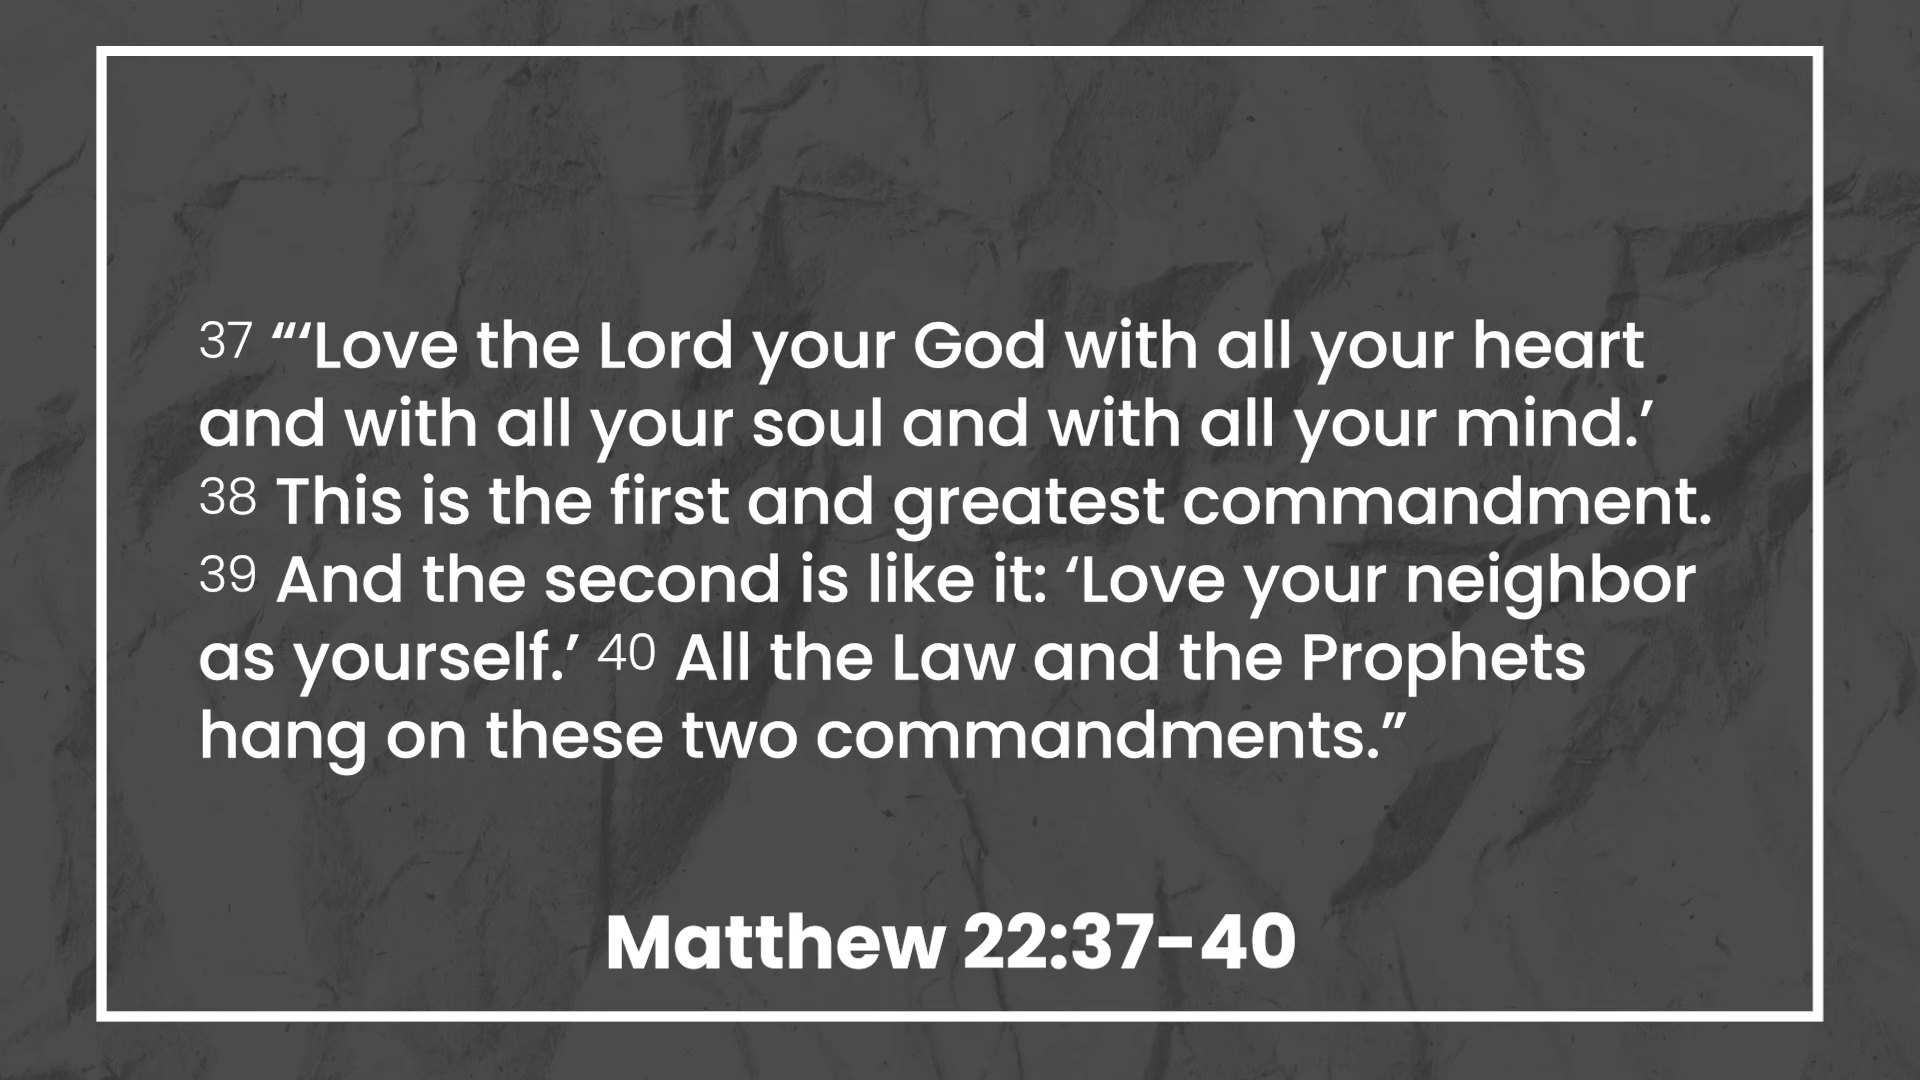 37 “‘Love the Lord your God with all your heart
and with all your soul and with all your mind.’
38 This is the first and greatest commandment.
39 And the second is like it: ‘Love your neighbor
as yourself.’ 40 All the Law and the Prophets
hang on these two commandments.”
Matthew 22:37-40